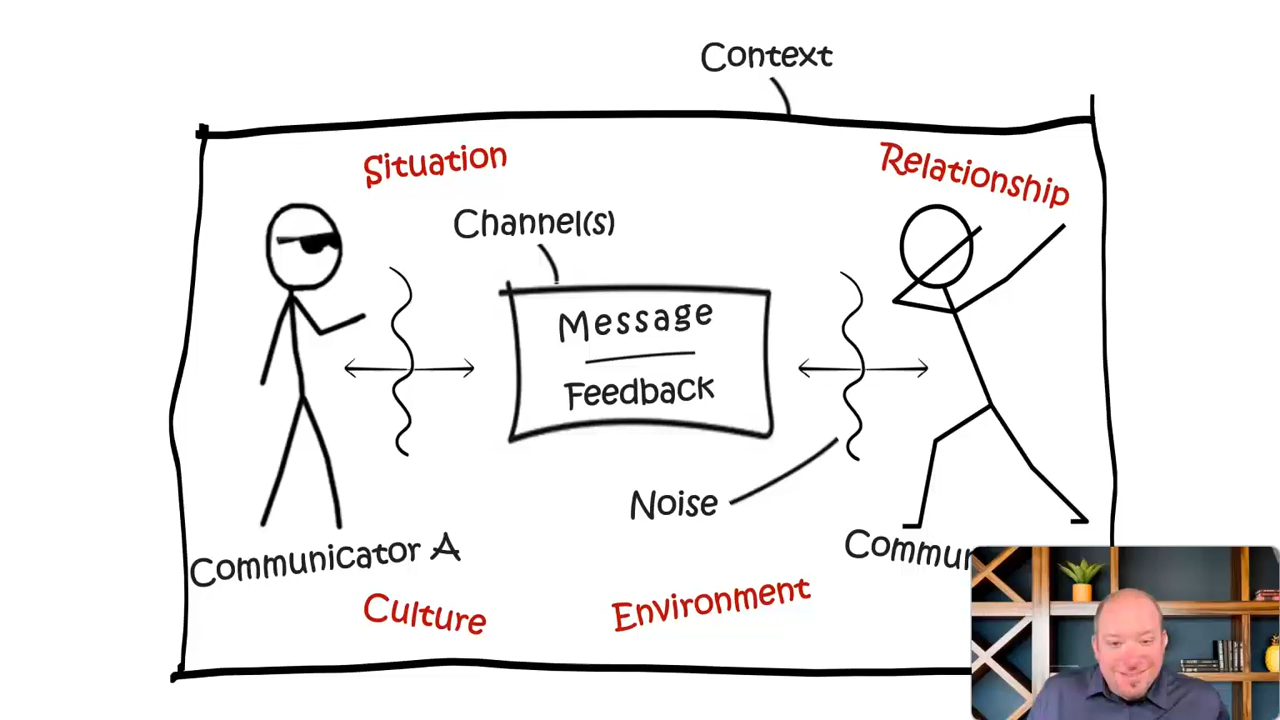 Context
Situation
Relationship
Channel(s)
Message
Feedback
Noise
Communicator A
Culture
Environment